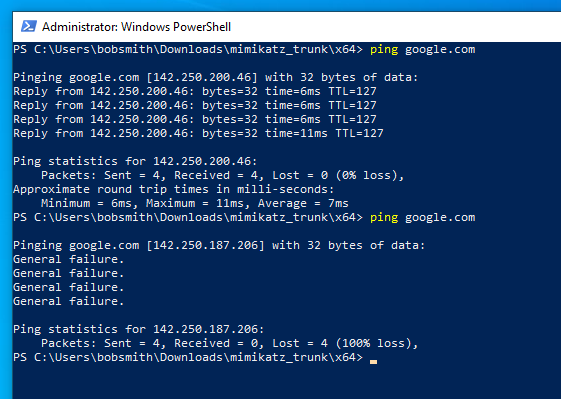 Administrator: Windows PowerShell
PS C:\Users\bobsmith\Downloads\mimikatz_trunk\x64> ping google.com
Pinging google.com [142.250.200.46] with 32 bytes of data:
Reply from 142.250.200.46: bytes=32 time=6ms TTL=127
Reply from 142.250.200.46: bytes=32 time=6ms TTL=127
Reply from 142.250.200.46: bytes=32 time=6ms TTL=127
Reply from 142.250.200.46: bytes=32 time=11ms TTL=127
Ping statistics for 142.250.200.46:
    Packets: Sent = 4, Received = 4, Lost = 0 (0% loss),
Approximate round trip times in milli-seconds:
    Minimum = 6ms, Maximum = 11ms, Average = 7ms
PS C:\Users\bobsmith\Downloads\mimikatz_trunk\x64> ping google.com
Pinging google.com [142.250.187.206] with 32 bytes of data:
General failure.
General failure.
General failure.
General failure.
Ping statistics for 142.250.187.206:
    Packets: Sent = 4, Received = 0, Lost = 4 (100% loss),
PS C:\Users\bobsmith\Downloads\mimikatz_trunk\x64>